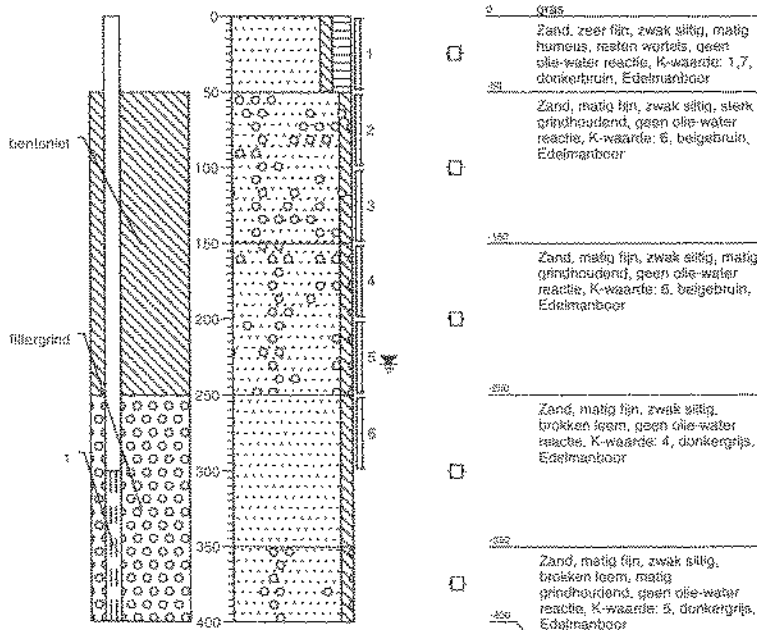 bentoniet
filtergrind
1
0
50
100
150
200
250
300
350
400
1
2
3
4
5
6
0 gras
Zand, zeer fijn, zwak siltig, matig
humeus, resten wortels, geen
olie-water reactie, K-waarde: 1,7,
donkerbruin, Edelmanboor
-50
Zand, matig fijn, zwak siltig, sterk
grindhoudend, geen olie-water
reactie, K-waarde: 6, beigebruin,
Edelmanboor
-150
Zand, matig fijn, zwak siltig, matig
grindhoudend, geen olie-water
reactie, K-waarde: 6, beigebruin,
Edelmanboor
-250
Zand, matig fijn, zwak siltig,
brokken leem, geen olie-water
reactie, K-waarde: 4, donkergrijs,
Edelmanboor
-350
Zand, matig fijn, zwak siltig,
brokken leem, matig
grindhoudend, geen olie-water
reactie, K-waarde: 5, donkergrijs,
Edelmanboor
-400